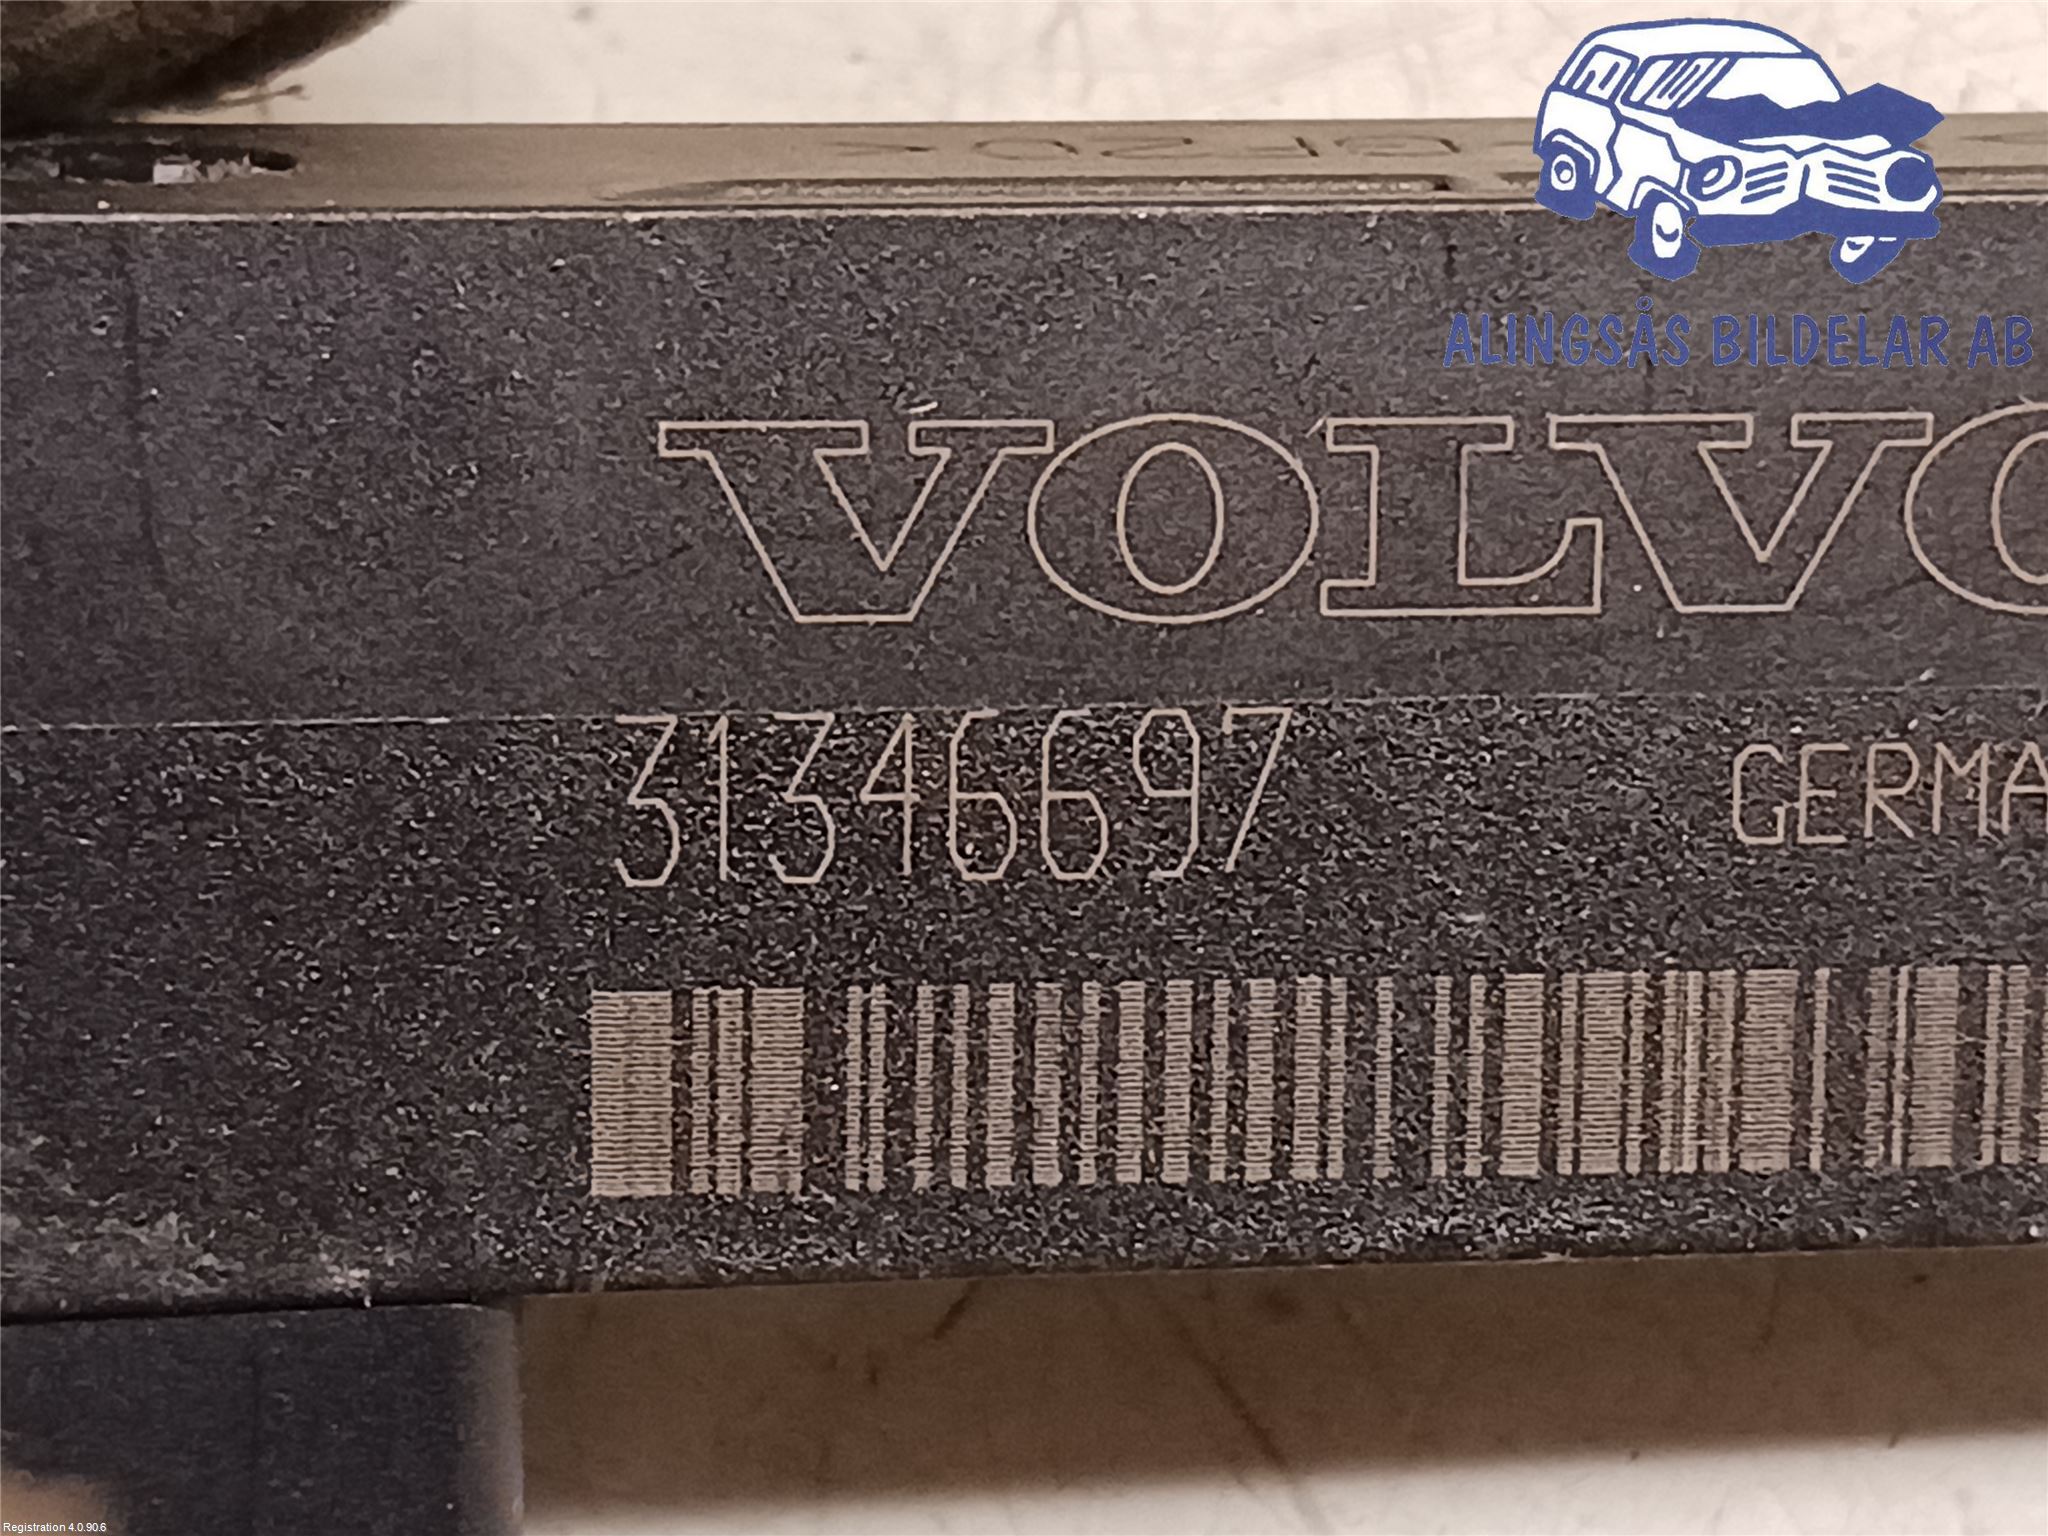 ALINGSÅS BILDELAR AB
VOLVO
31346697
GERMA
Registration 4.0.90.6